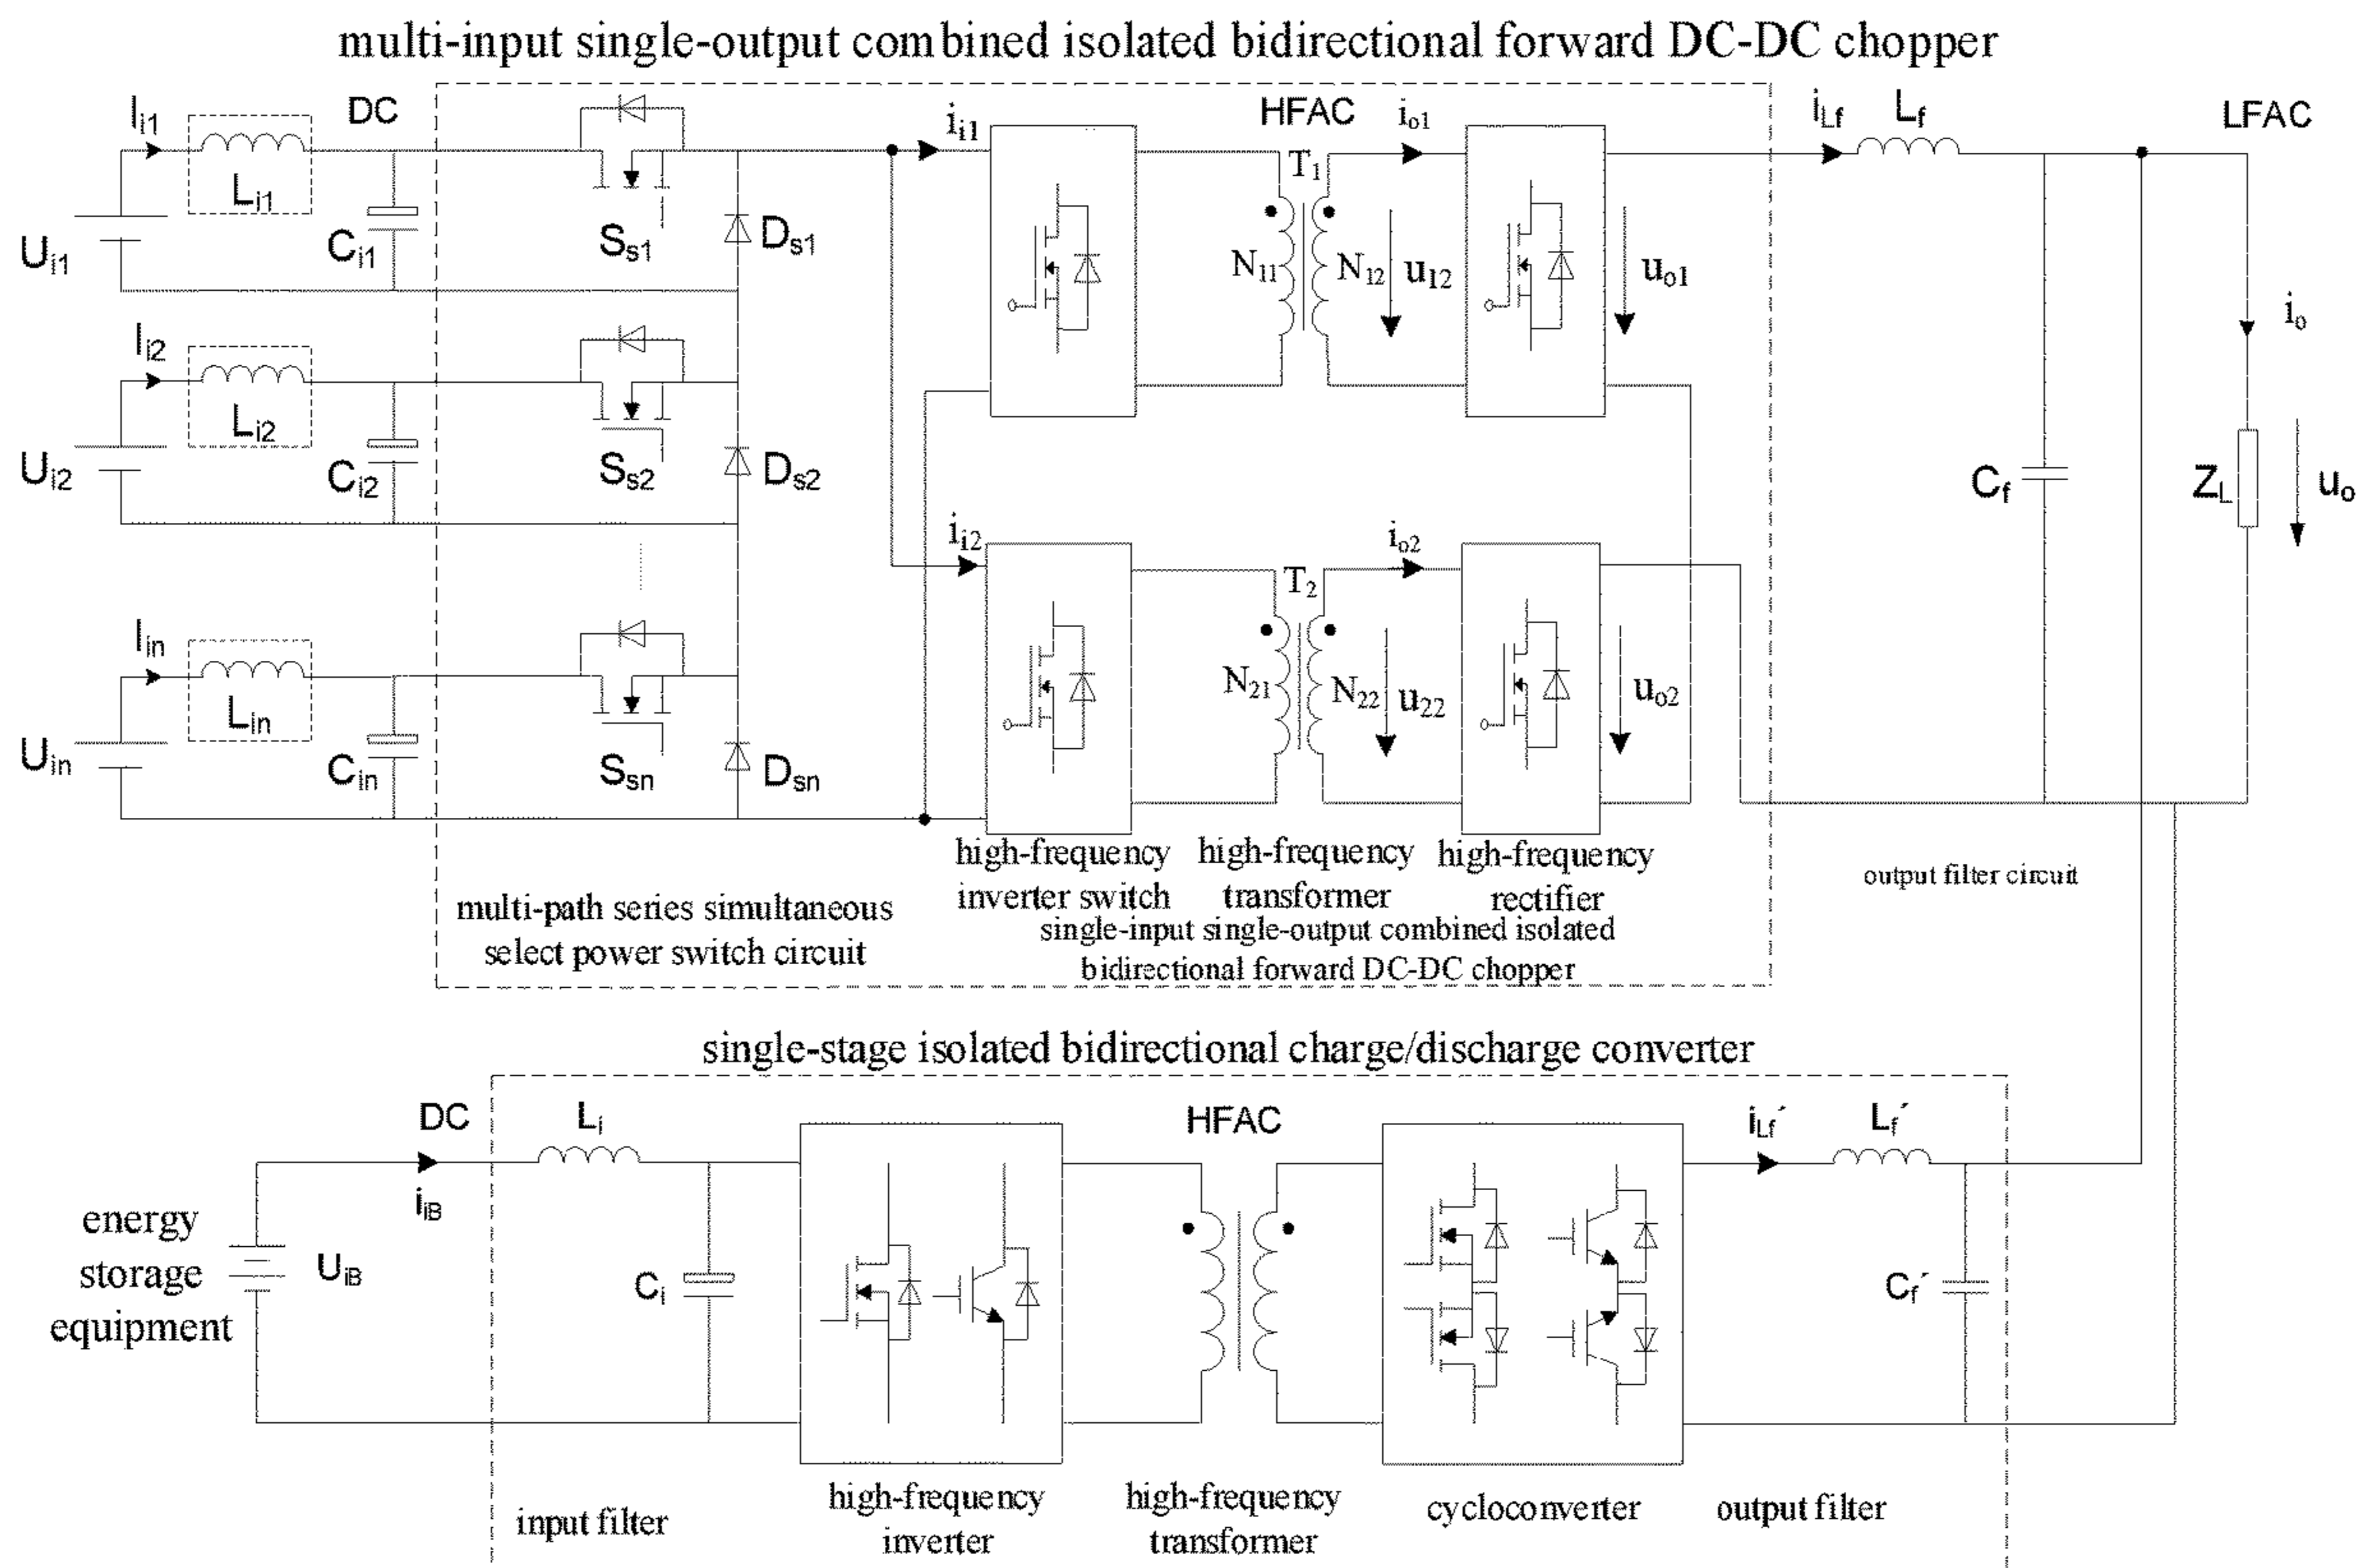 multi-input single-output combined isolated bidirectional forward DC-DC chopper
Ii1
Li1
DC
Ui1
Ci1
Ss1
Ds1
ii1
HFAC
T1
N11
N12
u12
io1
uo1
iLf
Lf
LFAC
io
Ii2
Li2
Ui2
Ci2
Ss2
Ds2
Cf
ZL
uo
Iin
Lin
Uin
Cin
Ssn
Dsn
ii2
T2
N21
N22
u22
io2
uo2
high-frequency
inverter switch
high-frequency
transformer
high-frequency
rectifier
output filter circuit
multi-path series simultaneous
select power switch circuit
single-input single-output combined isolated
bidirectional forward DC-DC chopper
single-stage isolated bidirectional charge/discharge converter
DC
Li
HFAC
iLf´
Lf´
iiB
energy
storage
equipment
UiB
Ci
Cf´
input filter
high-frequency
inverter
high-frequency
transformer
cycloconverter
output filter